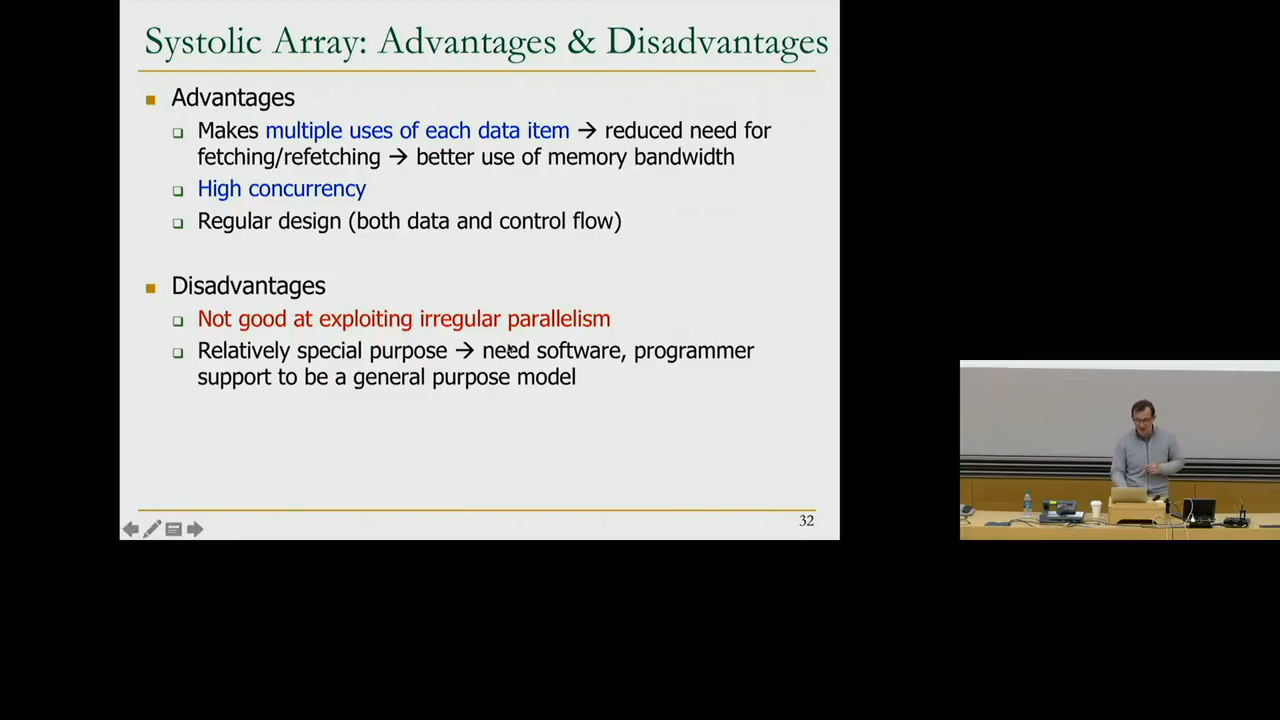 Systolic Array: Advantages & Disadvantages
Advantages
Makes multiple uses of each data item → reduced need for
fetching/refetching → better use of memory bandwidth
High concurrency
Regular design (both data and control flow)
Disadvantages
Not good at exploiting irregular parallelism
Relatively special purpose → need software, programmer
support to be a general purpose model
32